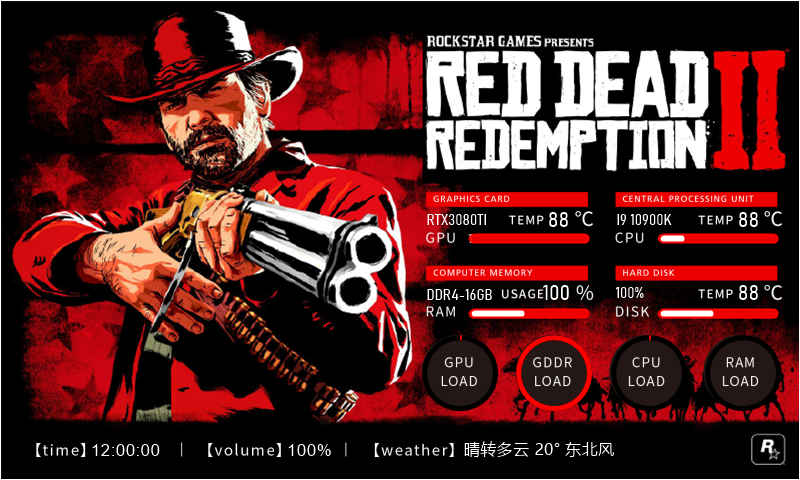 ROCKSTAR GAMES PRESENTS
RED DEAD
REDEMPTION II
GRAPHICS CARD
RTX3080TI TEMP 88 °C
GPU
CENTRAL PROCESSING UNIT
I9 10900K TEMP 88 °C
CPU
COMPUTER MEMORY
DDR4-16GB USAGE100 %
RAM
HARD DISK
100% TEMP 88 °C
DISK
GPU
LOAD
GDDR
LOAD
CPU
LOAD
RAM
LOAD
【time】12:00:00 | 【volume】100% | 【weather】晴转多云 20° 东北风
R